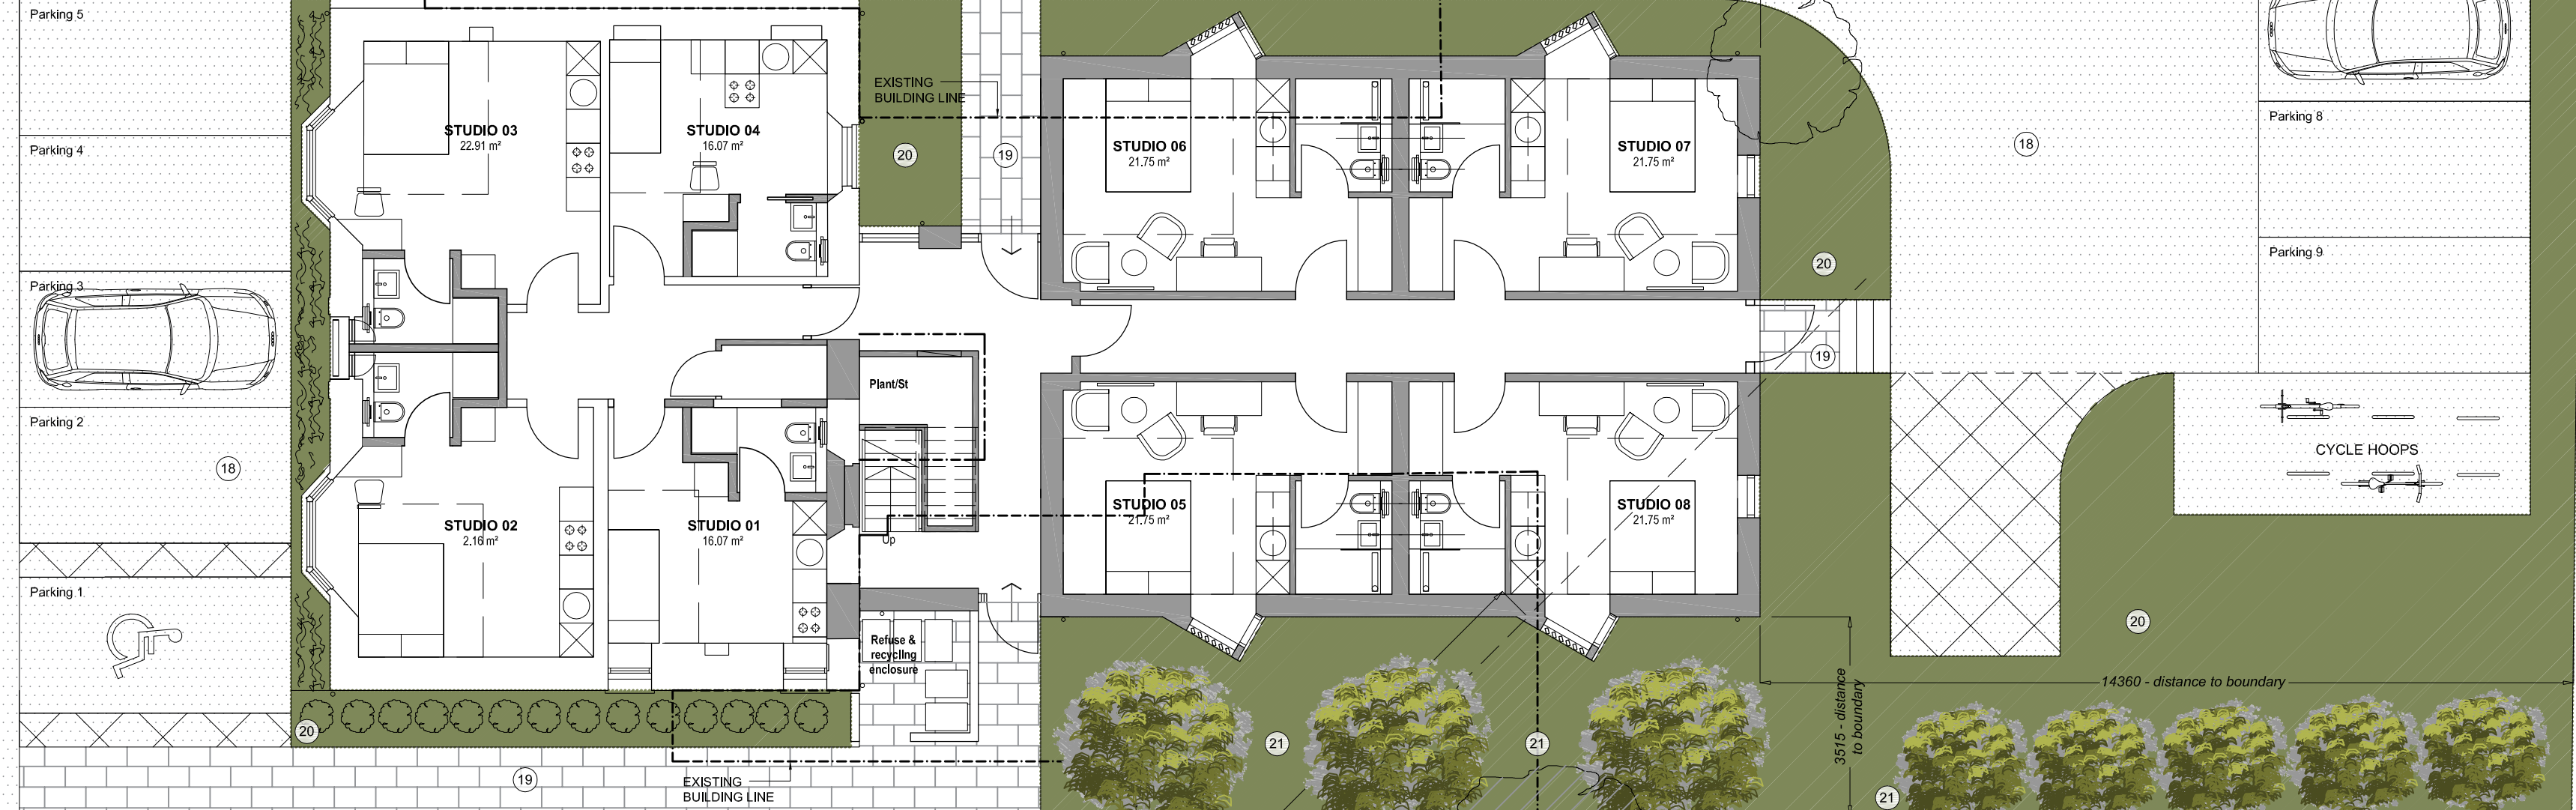 Parking 5
Parking 4
Parking 3
Parking 2
18
Parking 1
20
19
STUDIO 03
22.91 m²
STUDIO 04
16.07 m²
STUDIO 02
2.16 m²
STUDIO 01
16.07 m²
EXISTING
BUILDING LINE
20
19
Plant/St
Up
Refuse &
recycling
enclosure
EXISTING
BUILDING LINE
STUDIO 06
21.75 m²
STUDIO 07
21.75 m²
STUDIO 05
21.75 m²
STUDIO 08
21.75 m²
20
19
21
21
18
Parking 8
Parking 9
CYCLE HOOPS
20
14360 - distance to boundary
3515 - distance
to boundary
21